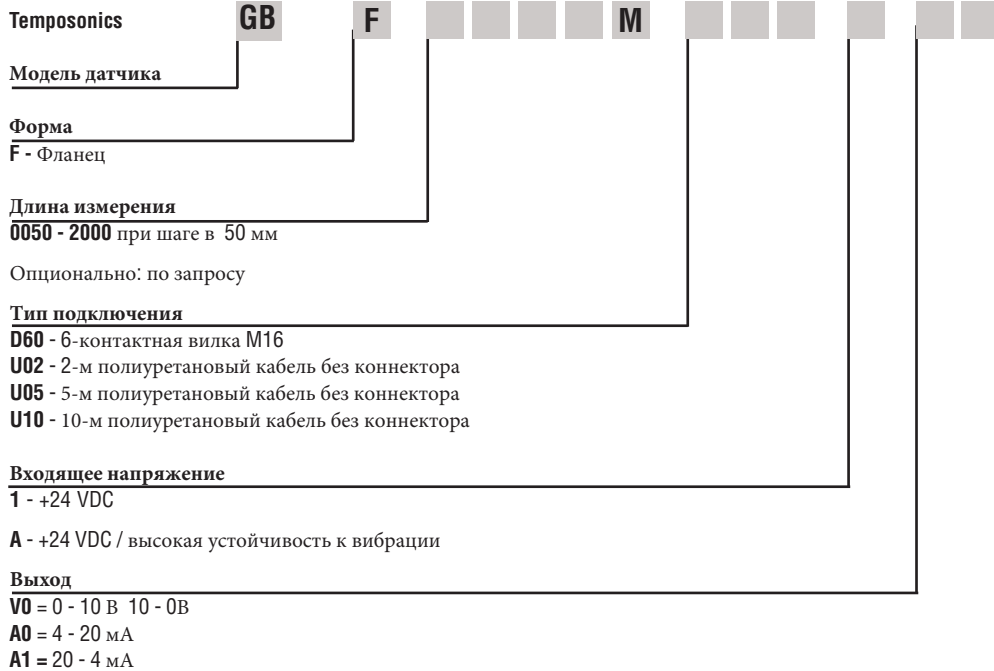 Temposonics GB F M
Модель датчика
Форма
F - Фланец
Длина измерения
0050 - 2000 при шаге в 50 мм
Опционально: по запросу
Тип подключения
D60 - 6-контактная вилка M16
U02 - 2-м полиуретановый кабель без коннектора
U05 - 5-м полиуретановый кабель без коннектора
U10 - 10-м полиуретановый кабель без коннектора
Входящее напряжение
1 - +24 VDC
A - +24 VDC / высокая устойчивость к вибрации
Выход
V0 = 0 - 10 В 10 - 0В
A0 = 4 - 20 мА
A1 = 20 - 4 мА